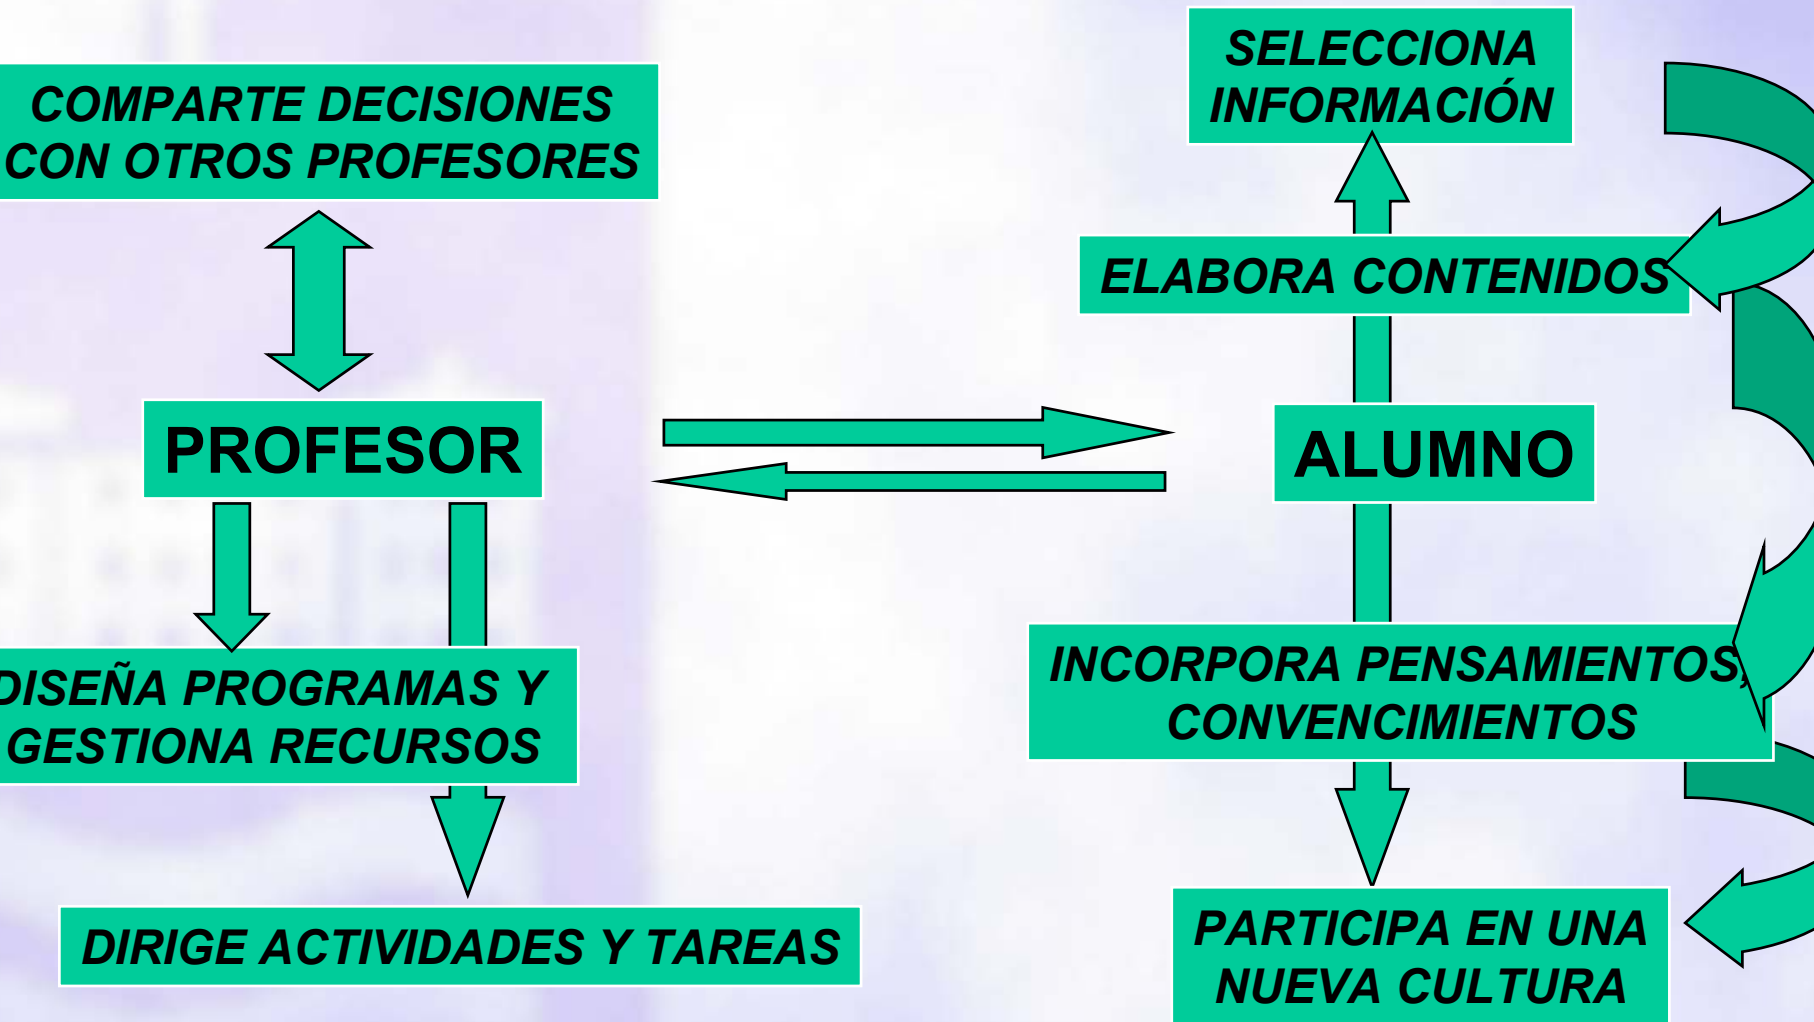 COMPARTE DECISIONES
CON OTROS PROFESORES
PROFESOR
DISEÑA PROGRAMAS Y
GESTIONA RECURSOS
DIRIGE ACTIVIDADES Y TAREAS
SELECCIONA
INFORMACIÓN
ELABORA CONTENIDOS
ALUMNO
INCORPORA PENSAMIENTOS,
CONVENCIMIENTOS
PARTICIPA EN UNA
NUEVA CULTURA